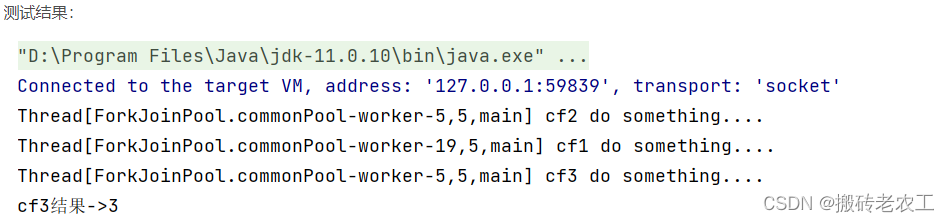 测试结果：
"D:\Program Files\Java\jdk-11.0.10\bin\java.exe" ...
Connected to the target VM, address: '127.0.0.1:59839', transport: 'socket'
Thread[ForkJoinPool.commonPool-worker-5,5,main] cf2 do something....
Thread[ForkJoinPool.commonPool-worker-19,5,main] cf1 do something....
Thread[ForkJoinPool.commonPool-worker-5,5,main] cf3 do something....
cf3结果->3
CSDN @搬砖老农工